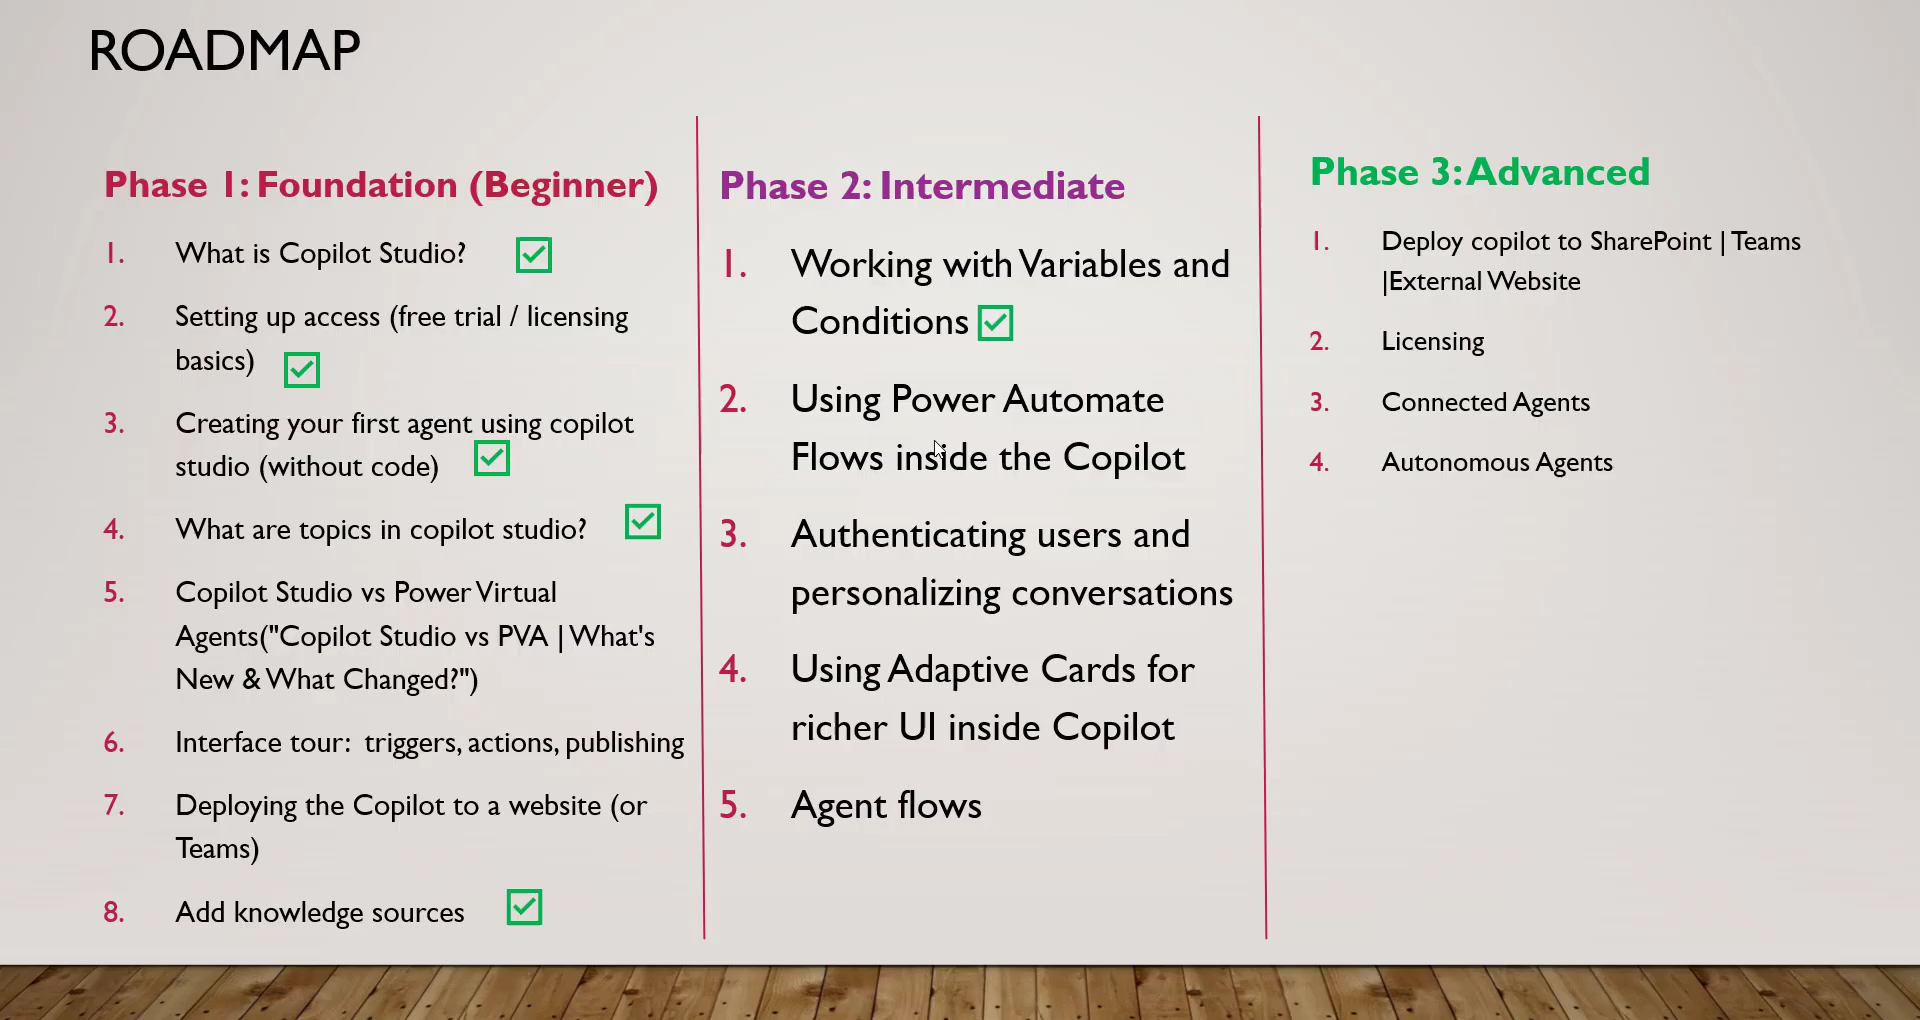 ROADMAP
Phase 1: Foundation (Beginner)
1. What is Copilot Studio?
2. Setting up access (free trial / licensing
basics)
3. Creating your first agent using copilot
studio (without code)
4. What are topics in copilot studio?
5. Copilot Studio vs Power Virtual
Agents("Copilot Studio vs PVA | What's
New & What Changed?")
6. Interface tour: triggers, actions, publishing
7. Deploying the Copilot to a website (or
Teams)
8. Add knowledge sources
Phase 2: Intermediate
1. Working with Variables and
Conditions
2. Using Power Automate
Flows inside the Copilot
3. Authenticating users and
personalizing conversations
4. Using Adaptive Cards for
richer UI inside Copilot
5. Agent flows
Phase 3: Advanced
1. Deploy copilot to SharePoint | Teams
|External Website
2. Licensing
3. Connected Agents
4. Autonomous Agents